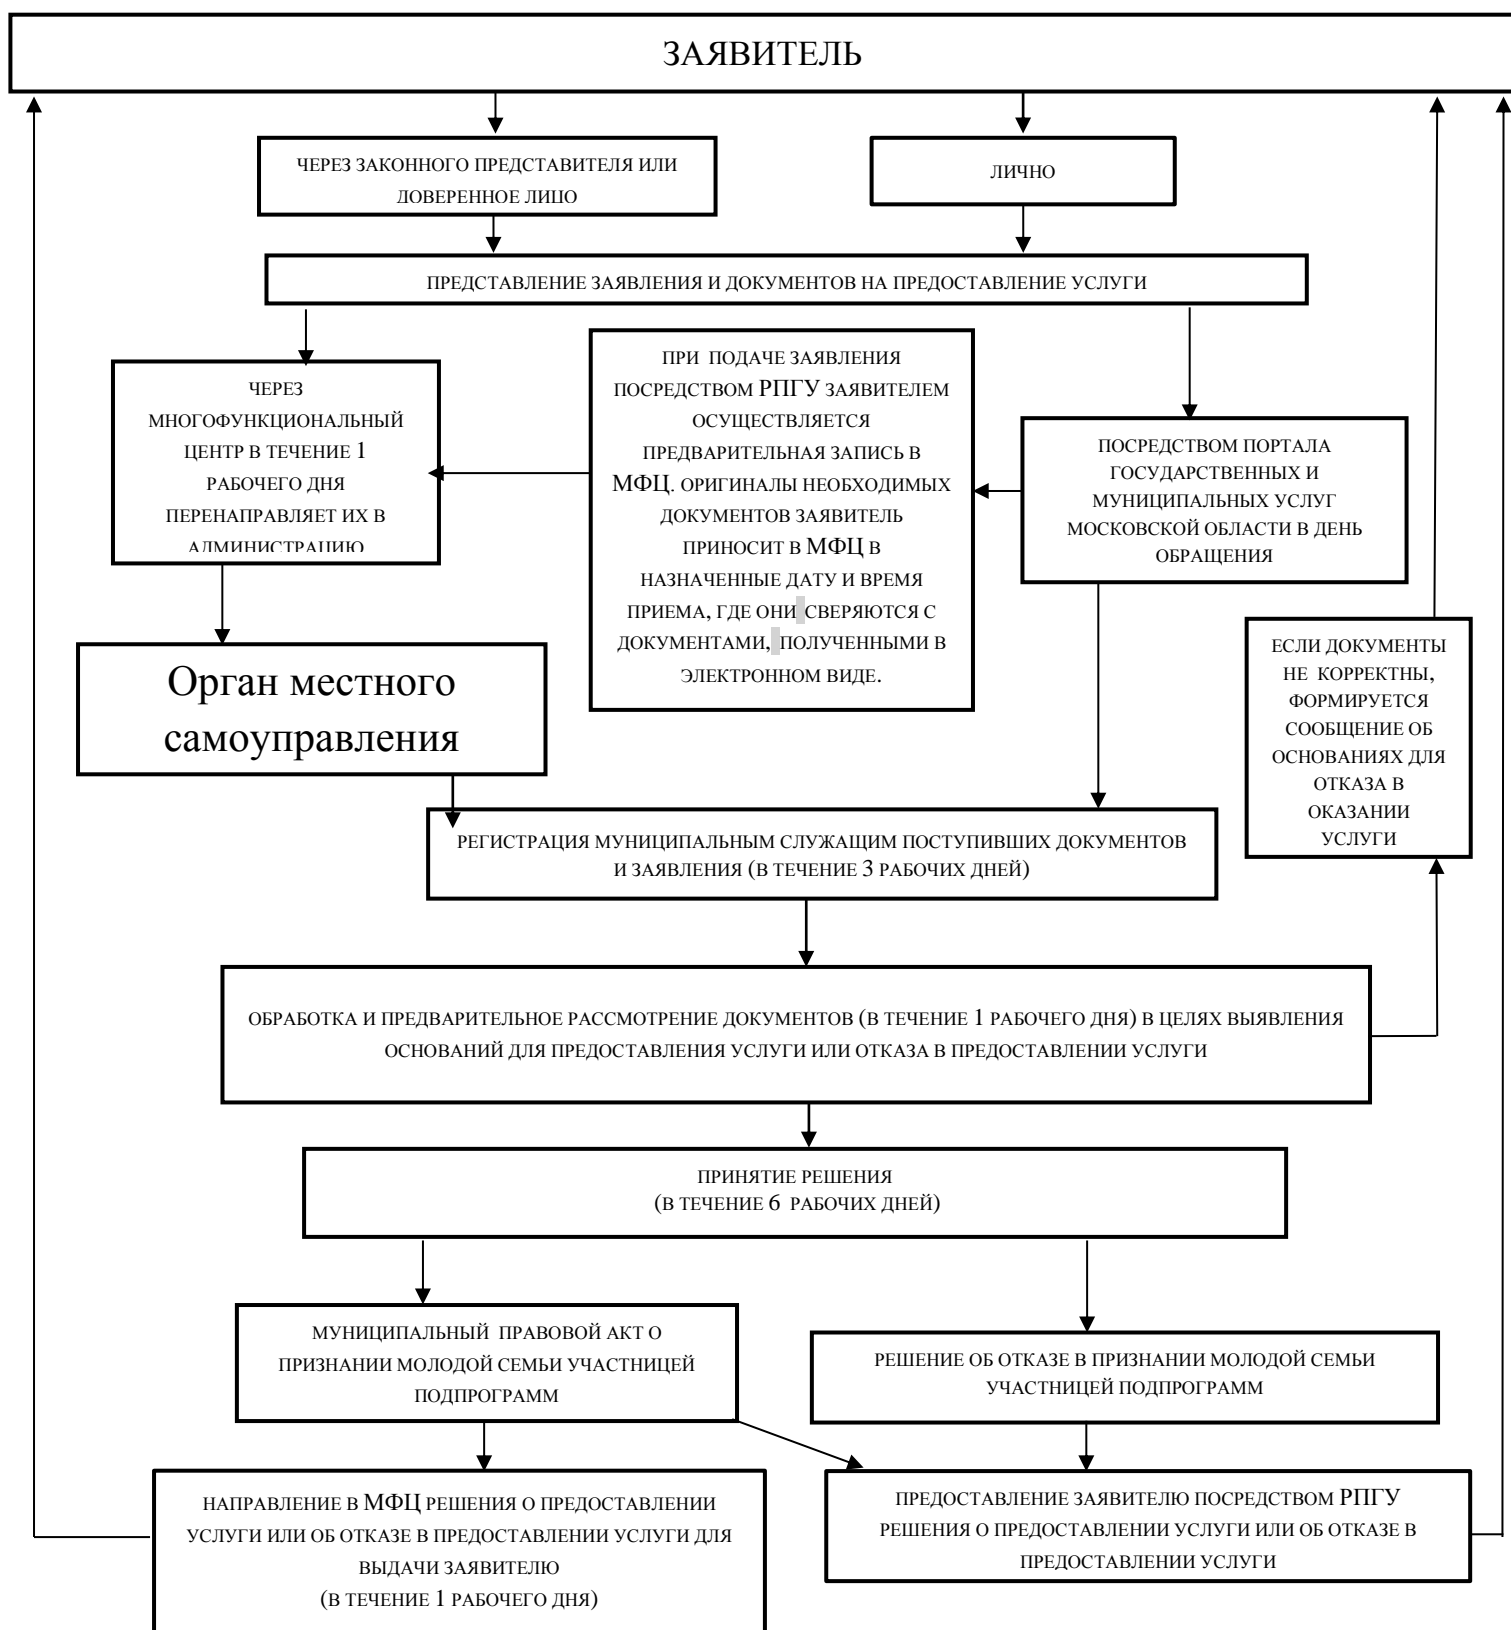 ЗАЯВИТЕЛЬ
ЧЕРЕЗ ЗАКОННОГО ПРЕДСТАВИТЕЛЯ ИЛИ
ДОВЕРЕННОЕ ЛИЦО
ЛИЧНО
ПРЕДСТАВЛЕНИЕ ЗАЯВЛЕНИЯ И ДОКУМЕНТОВ НА ПРЕДОСТАВЛЕНИЕ УСЛУГИ
ЧЕРЕЗ
МНОГОФУНКЦИОНАЛЬНЫЙ
ЦЕНТР В ТЕЧЕНИЕ 1
РАБОЧЕГО ДНЯ
ПЕРЕНАПРАВЛЯЕТ ИХ В
АДМИНИСТРАЦИЮ
ПРИ ПОДАЧЕ ЗАЯВЛЕНИЯ
ПОСРЕДСТВОМ РПГУ ЗАЯВИТЕЛЕМ
ОСУЩЕСТВЛЯЕТСЯ
ПРЕДВАРИТЕЛЬНАЯ ЗАПИСЬ В
МФЦ. ОРИГИНАЛЫ НЕОБХОДИМЫХ
ДОКУМЕНТОВ ЗАЯВИТЕЛЬ
ПРИНОСИТ В МФЦ В
НАЗНАЧЕННЫЕ ДАТУ И ВРЕМЯ
ПРИЕМА, ГДЕ ОНИ СВЕРЯЮТСЯ С
ДОКУМЕНТАМИ, ПОЛУЧЕННЫМИ В
ЭЛЕКТРОННОМ ВИДЕ.
ПОСРЕДСТВОМ ПОРТАЛА
ГОСУДАРСТВЕННЫХ И
МУНИЦИПАЛЬНЫХ УСЛУГ
МОСКОВСКОЙ ОБЛАСТИ В ДЕНЬ
ОБРАЩЕНИЯ
Орган местного
самоуправления
ЕСЛИ ДОКУМЕНТЫ
НЕ КОРРЕКТНЫ,
ФОРМИРУЕТСЯ
СООБЩЕНИЕ ОБ
ОСНОВАНИЯХ ДЛЯ
ОТКАЗА В
ОКАЗАНИИ
УСЛУГИ
РЕГИСТРАЦИЯ МУНИЦИПАЛЬНЫМ СЛУЖАЩИМ ПОСТУПИВШИХ ДОКУМЕНТОВ
И ЗАЯВЛЕНИЯ (В ТЕЧЕНИЕ 3 РАБОЧИХ ДНЕЙ)
ОБРАБОТКА И ПРЕДВАРИТЕЛЬНОЕ РАССМОТРЕНИЕ ДОКУМЕНТОВ (В ТЕЧЕНИЕ 1 РАБОЧЕГО ДНЯ) В ЦЕЛЯХ ВЫЯВЛЕНИЯ
ОСНОВАНИЙ ДЛЯ ПРЕДОСТАВЛЕНИЯ УСЛУГИ ИЛИ ОТКАЗА В ПРЕДОСТАВЛЕНИИ УСЛУГИ
ПРИНЯТИЕ РЕШЕНИЯ
(В ТЕЧЕНИЕ 6 РАБОЧИХ ДНЕЙ)
МУНИЦИПАЛЬНЫЙ ПРАВОВОЙ АКТ О
ПРИЗНАНИИ МОЛОДОЙ СЕМЬИ УЧАСТНИЦЕЙ
ПОДПРОГРАММ
РЕШЕНИЕ ОБ ОТКАЗЕ В ПРИЗНАНИИ МОЛОДОЙ СЕМЬИ
УЧАСТНИЦЕЙ ПОДПРОГРАММ
НАПРАВЛЕНИЕ В МФЦ РЕШЕНИЯ О ПРЕДОСТАВЛЕНИИ
УСЛУГИ ИЛИ ОБ ОТКАЗЕ В ПРЕДОСТАВЛЕНИИ УСЛУГИ ДЛЯ
ВЫДАЧИ ЗАЯВИТЕЛЮ
(В ТЕЧЕНИЕ 1 РАБОЧЕГО ДНЯ)
ПРЕДОСТАВЛЕНИЕ ЗАЯВИТЕЛЮ ПОСРЕДСТВОМ РПГУ
РЕШЕНИЯ О ПРЕДОСТАВЛЕНИИ УСЛУГИ ИЛИ ОБ ОТКАЗЕ В
ПРЕДОСТАВЛЕНИИ УСЛУГИ